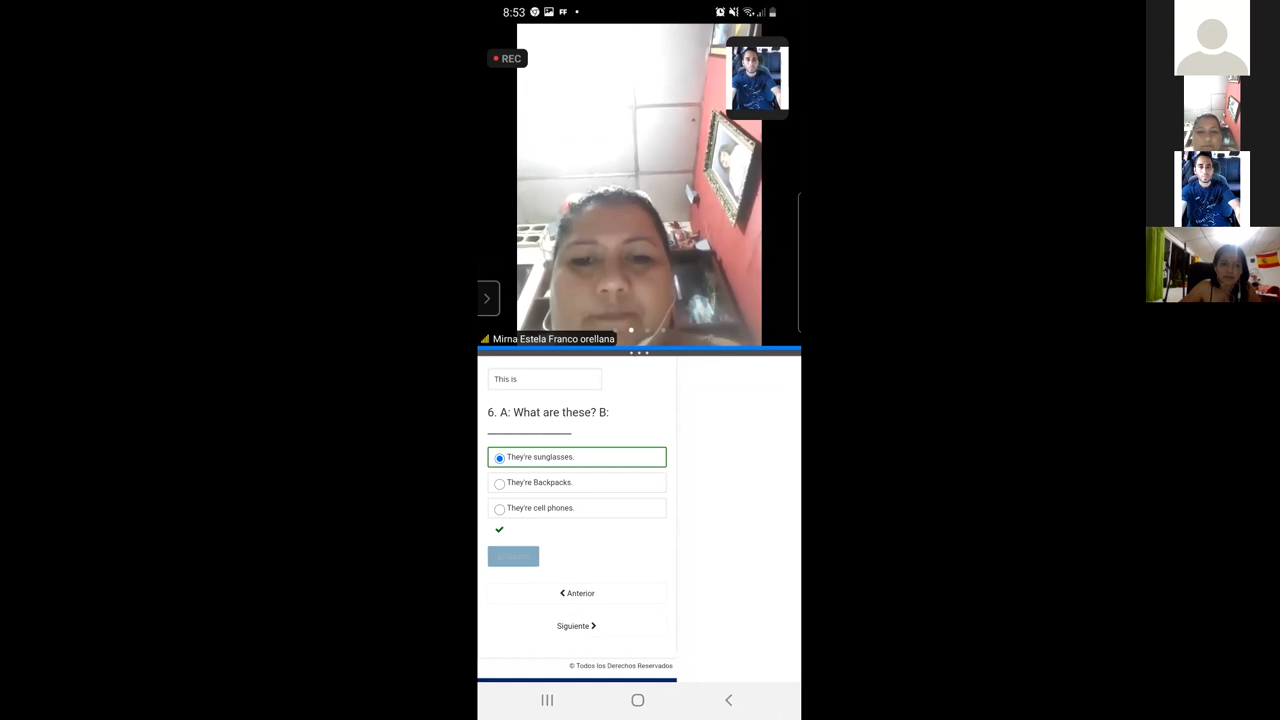 8:53
REC
Mirna Estela Franco orellana
This is
6. A: What are these? B:
They're sunglasses.
They're Backpacks.
They're cell phones.
Anterior
Siguiente
© Todos los Derechos Reservados